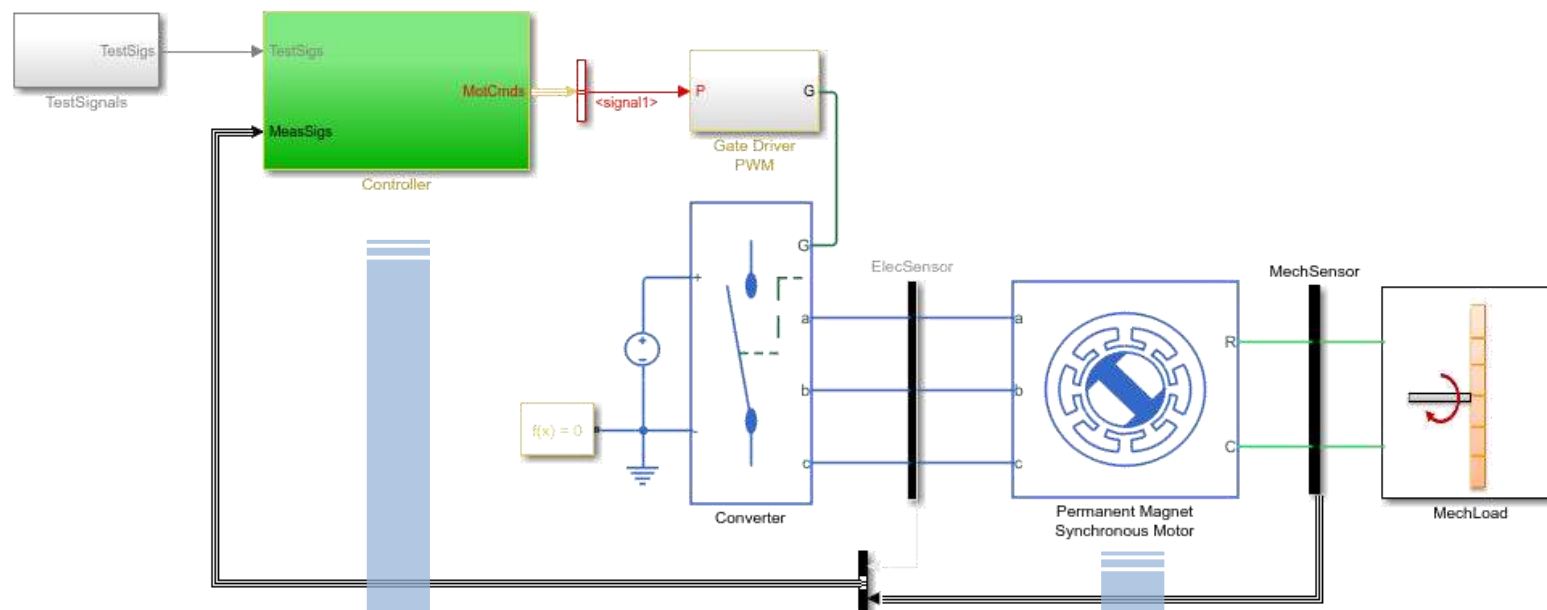 TestSigs
TestSignals
TestSigs
MotCmds
MeasSigs
Controller
<signal1>
P
G
Gate Driver
PWM
G
+
a
b
c
-
+
-
f(x) = 0
Converter
ElecSensor
a
b
c
R
C
Permanent Magnet
Synchronous Motor
MechSensor
MechLoad